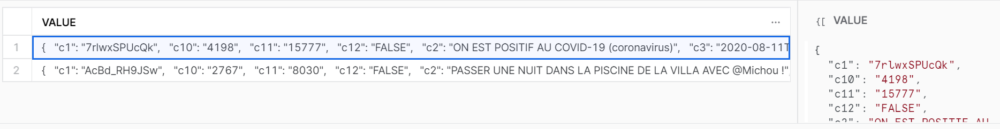 VALUE
...
1 { "c1": "7rlwxSPUcQk", "c10": "4198", "c11": "15777", "c12": "FALSE", "c2": "ON EST POSITIF AU COVID-19 (coronavirus)", "c3": "2020-08-11T
2 { "c1": "AcBd_RH9JSw", "c10": "2767", "c11": "8030", "c12": "FALSE", "c2": "PASSER UNE NUIT DANS LA PISCINE DE LA VILLA AVEC @Michou !",
{[ VALUE
{
"c1": "7rlwxSPUcQk",
"c10": "4198",
"c11": "15777",
"c12": "FALSE",
"c2": "ON EST POSITIF AU